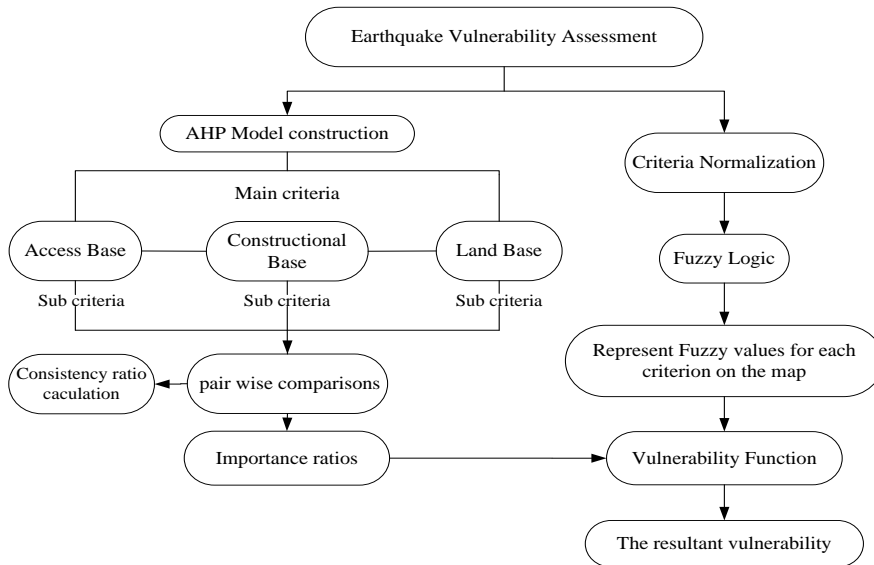 Earthquake Vulnerability Assessment
AHP Model construction
Criteria Normalization
Main criteria
Access Base
Constructional
Base
Land Base
Fuzzy Logic
Sub criteria
Sub criteria
Sub criteria
Represent Fuzzy values for each
criterion on the map
Consistency ratio
caculation
pair wise comparisons
Importance ratios
Vulnerability Function
The resultant vulnerability